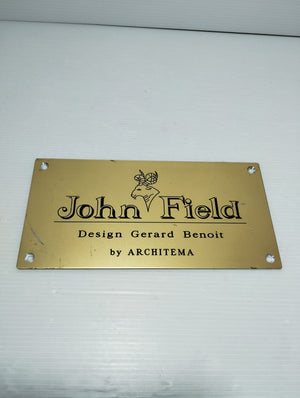 John Field
Design Gerard Benoit
by ARCHITEMA